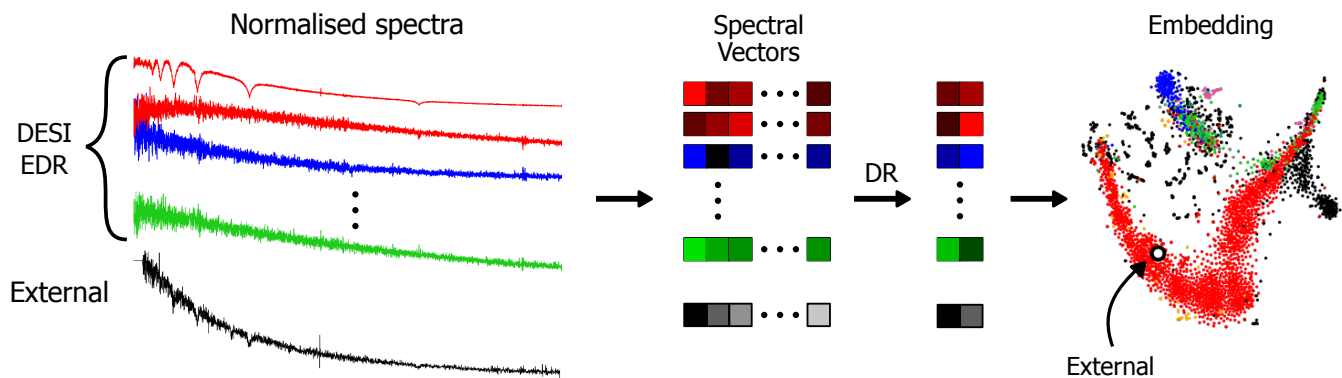 Normalised spectra
Spectral
Vectors
Embedding
DESI
EDR
DR
External
External